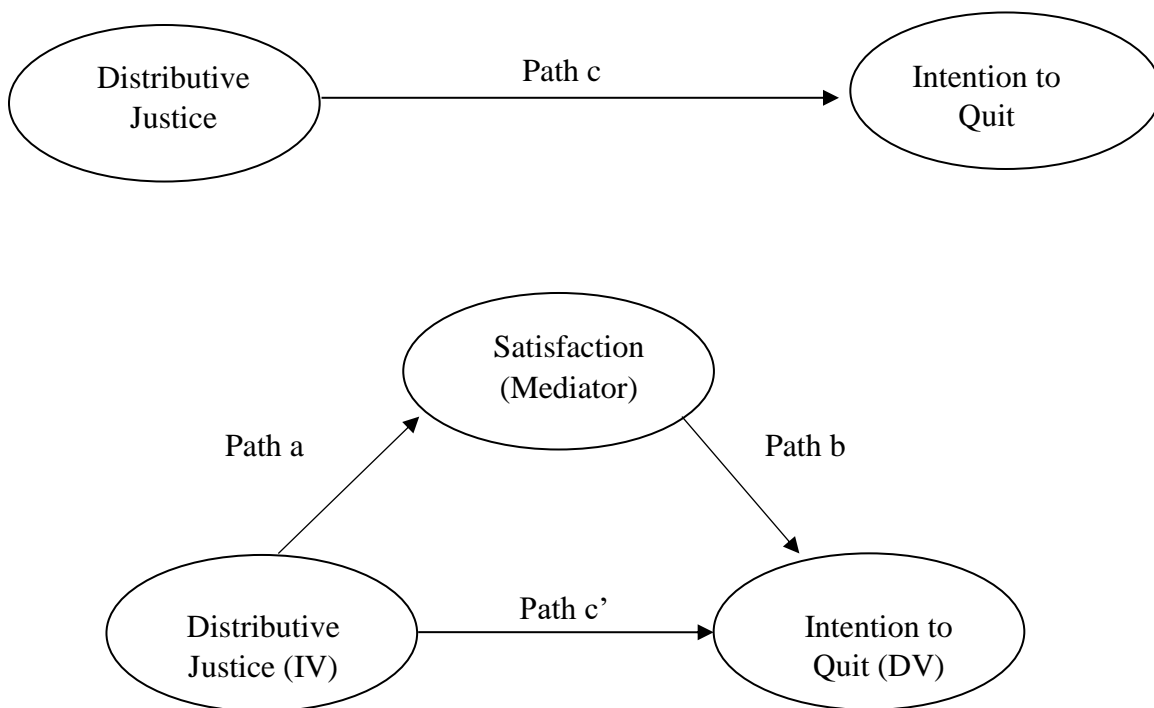 Distributive
Justice
Path c
Intention to
Quit
Satisfaction
(Mediator)
Path a
Path b
Distributive
Justice (IV)
Path c’
Intention to
Quit (DV)